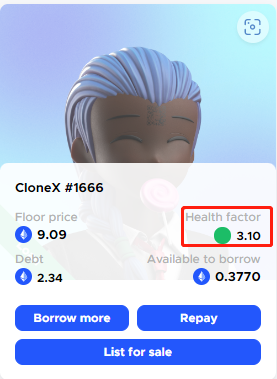 CloneX #1666
Floor price Health factor
9.09 3.10
Debt Available to borrow
2.34 0.3770
Borrow more Repay
List for sale